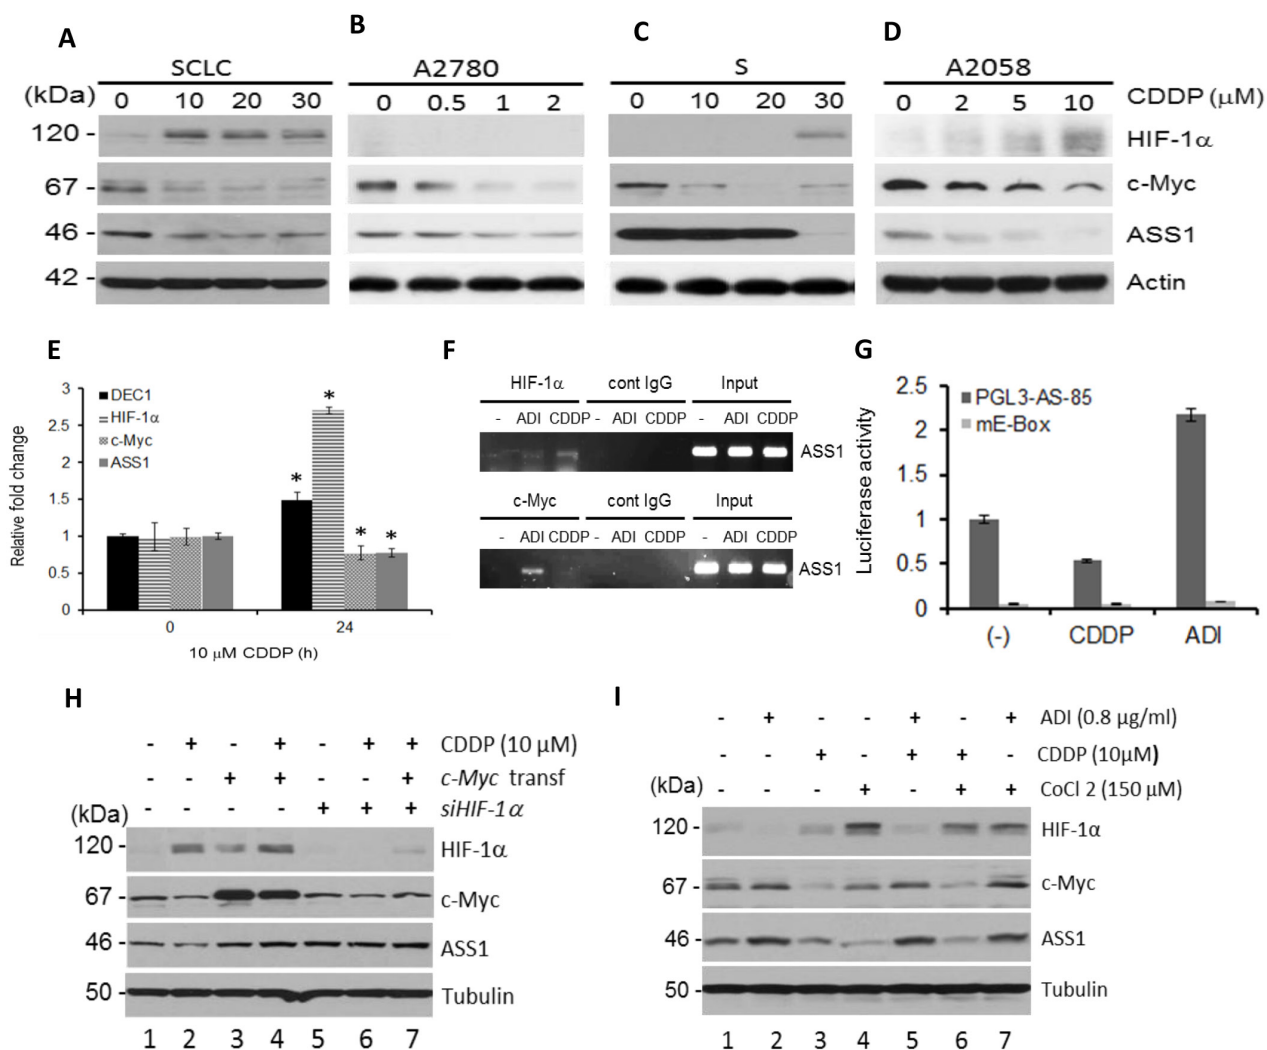 A B C D
SCLC A2780 S A2058
(kDa) 0 10 20 30 0 0.5 1 2 0 10 20 30 0 2 5 10 CDDP (μM)
120 - HIF-1α
67 - c-Myc
46 - ASS1
42 - Actin
E F G
3
2.5
2
1.5
1
0.5
0
Relative fold change
DEC1
HIF-1α
c-Myc
ASS1
* * * *
0 24
10 μM CDDP (h)
HIF-1α cont IgG Input
- ADI CDDP - ADI CDDP - ADI CDDP
ASS1
c-Myc cont IgG Input
- ADI CDDP - ADI CDDP - ADI CDDP
ASS1
2.5
2
1.5
1
0.5
0
Luciferase activity
PGL3-AS-85
mE-Box
(-) CDDP ADI
H I
- + - + - + + CDDP (10 μM)
- - + + - - + c-Myc transf
(kDa) - - - - + + + siHIF-1α
120 - HIF-1α
67 - c-Myc
46 - ASS1
50 - Tubulin
1 2 3 4 5 6 7
- + - - + - + ADI (0.8 μg/ml)
- - + - + + - CDDP (10μM)
(kDa) - - - + - + + CoCl 2 (150 μM)
120 - HIF-1α
67 - c-Myc
46 - ASS1
50 - Tubulin
1 2 3 4 5 6 7